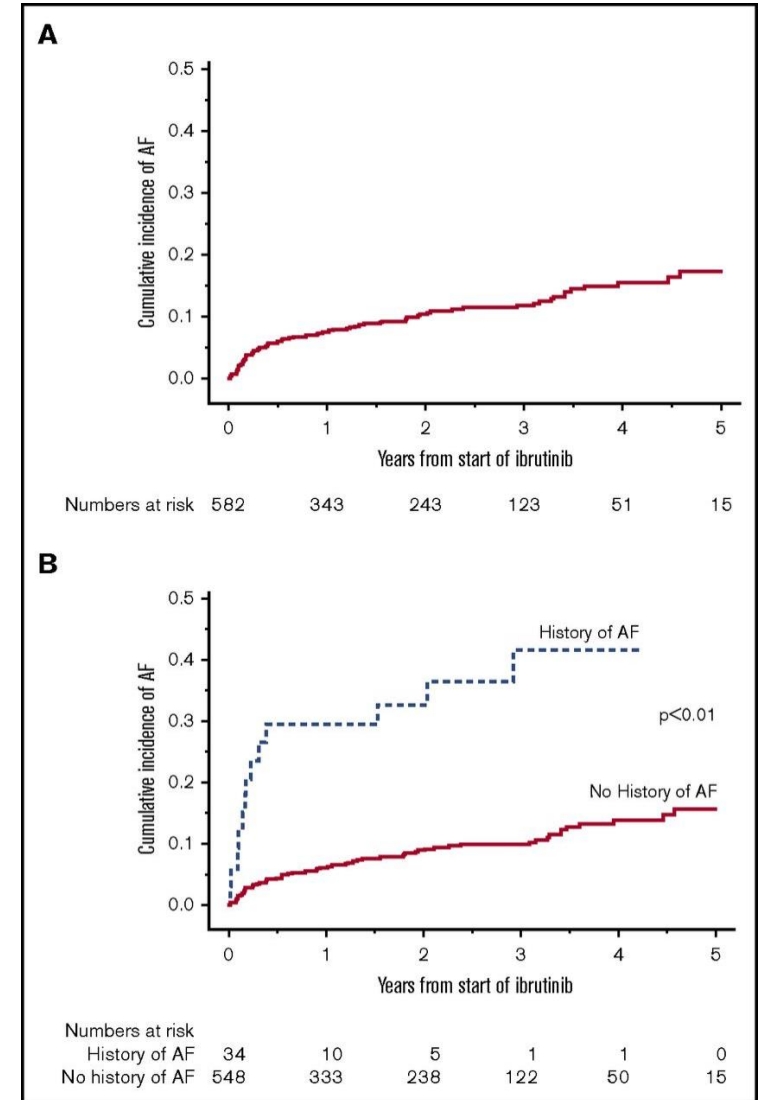 A
0.5
0.4
0.3
0.2
0.1
0.0
Cumulative incidence of AF
0 1 2 3 4 5
Years from start of ibrutinib
Numbers at risk 582 343 243 123 51 15
B
0.5
0.4
0.3
0.2
0.1
0.0
Cumulative incidence of AF
History of AF
p<0.01
No History of AF
0 1 2 3 4 5
Years from start of ibrutinib
Numbers at risk
History of AF 34 10 5 1 1 0
No history of AF 548 333 238 122 50 15